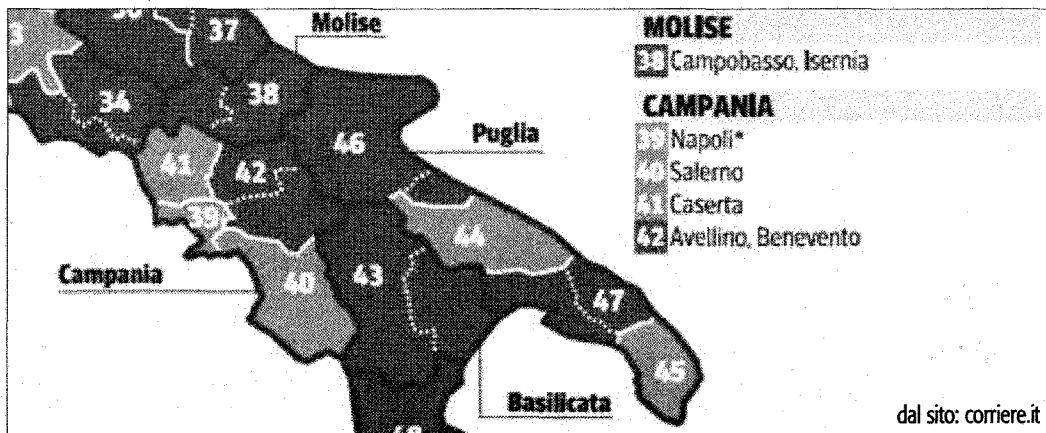 37
Molise
MOLISE
38 Campobasso, Isernia
34
38
CAMPANIA
46
Puglia
39 Napoli*
41
42
40 Salerno
41 Caserta
39
44
42 Avellino, Benevento
Campania
40
43
47
45
Basilicata
dal sito: corriere.it